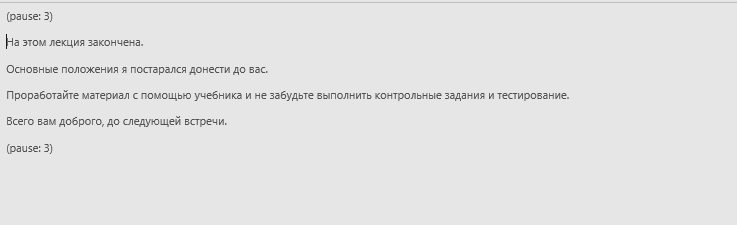 (pause: 3)
На этом лекция закончена.
Основные положения я постарался донести до вас.
Проработайте материал с помощью учебника и не забудьте выполнить контрольные задания и тестирование.
Всего вам доброго, до следующей встречи.
(pause: 3)